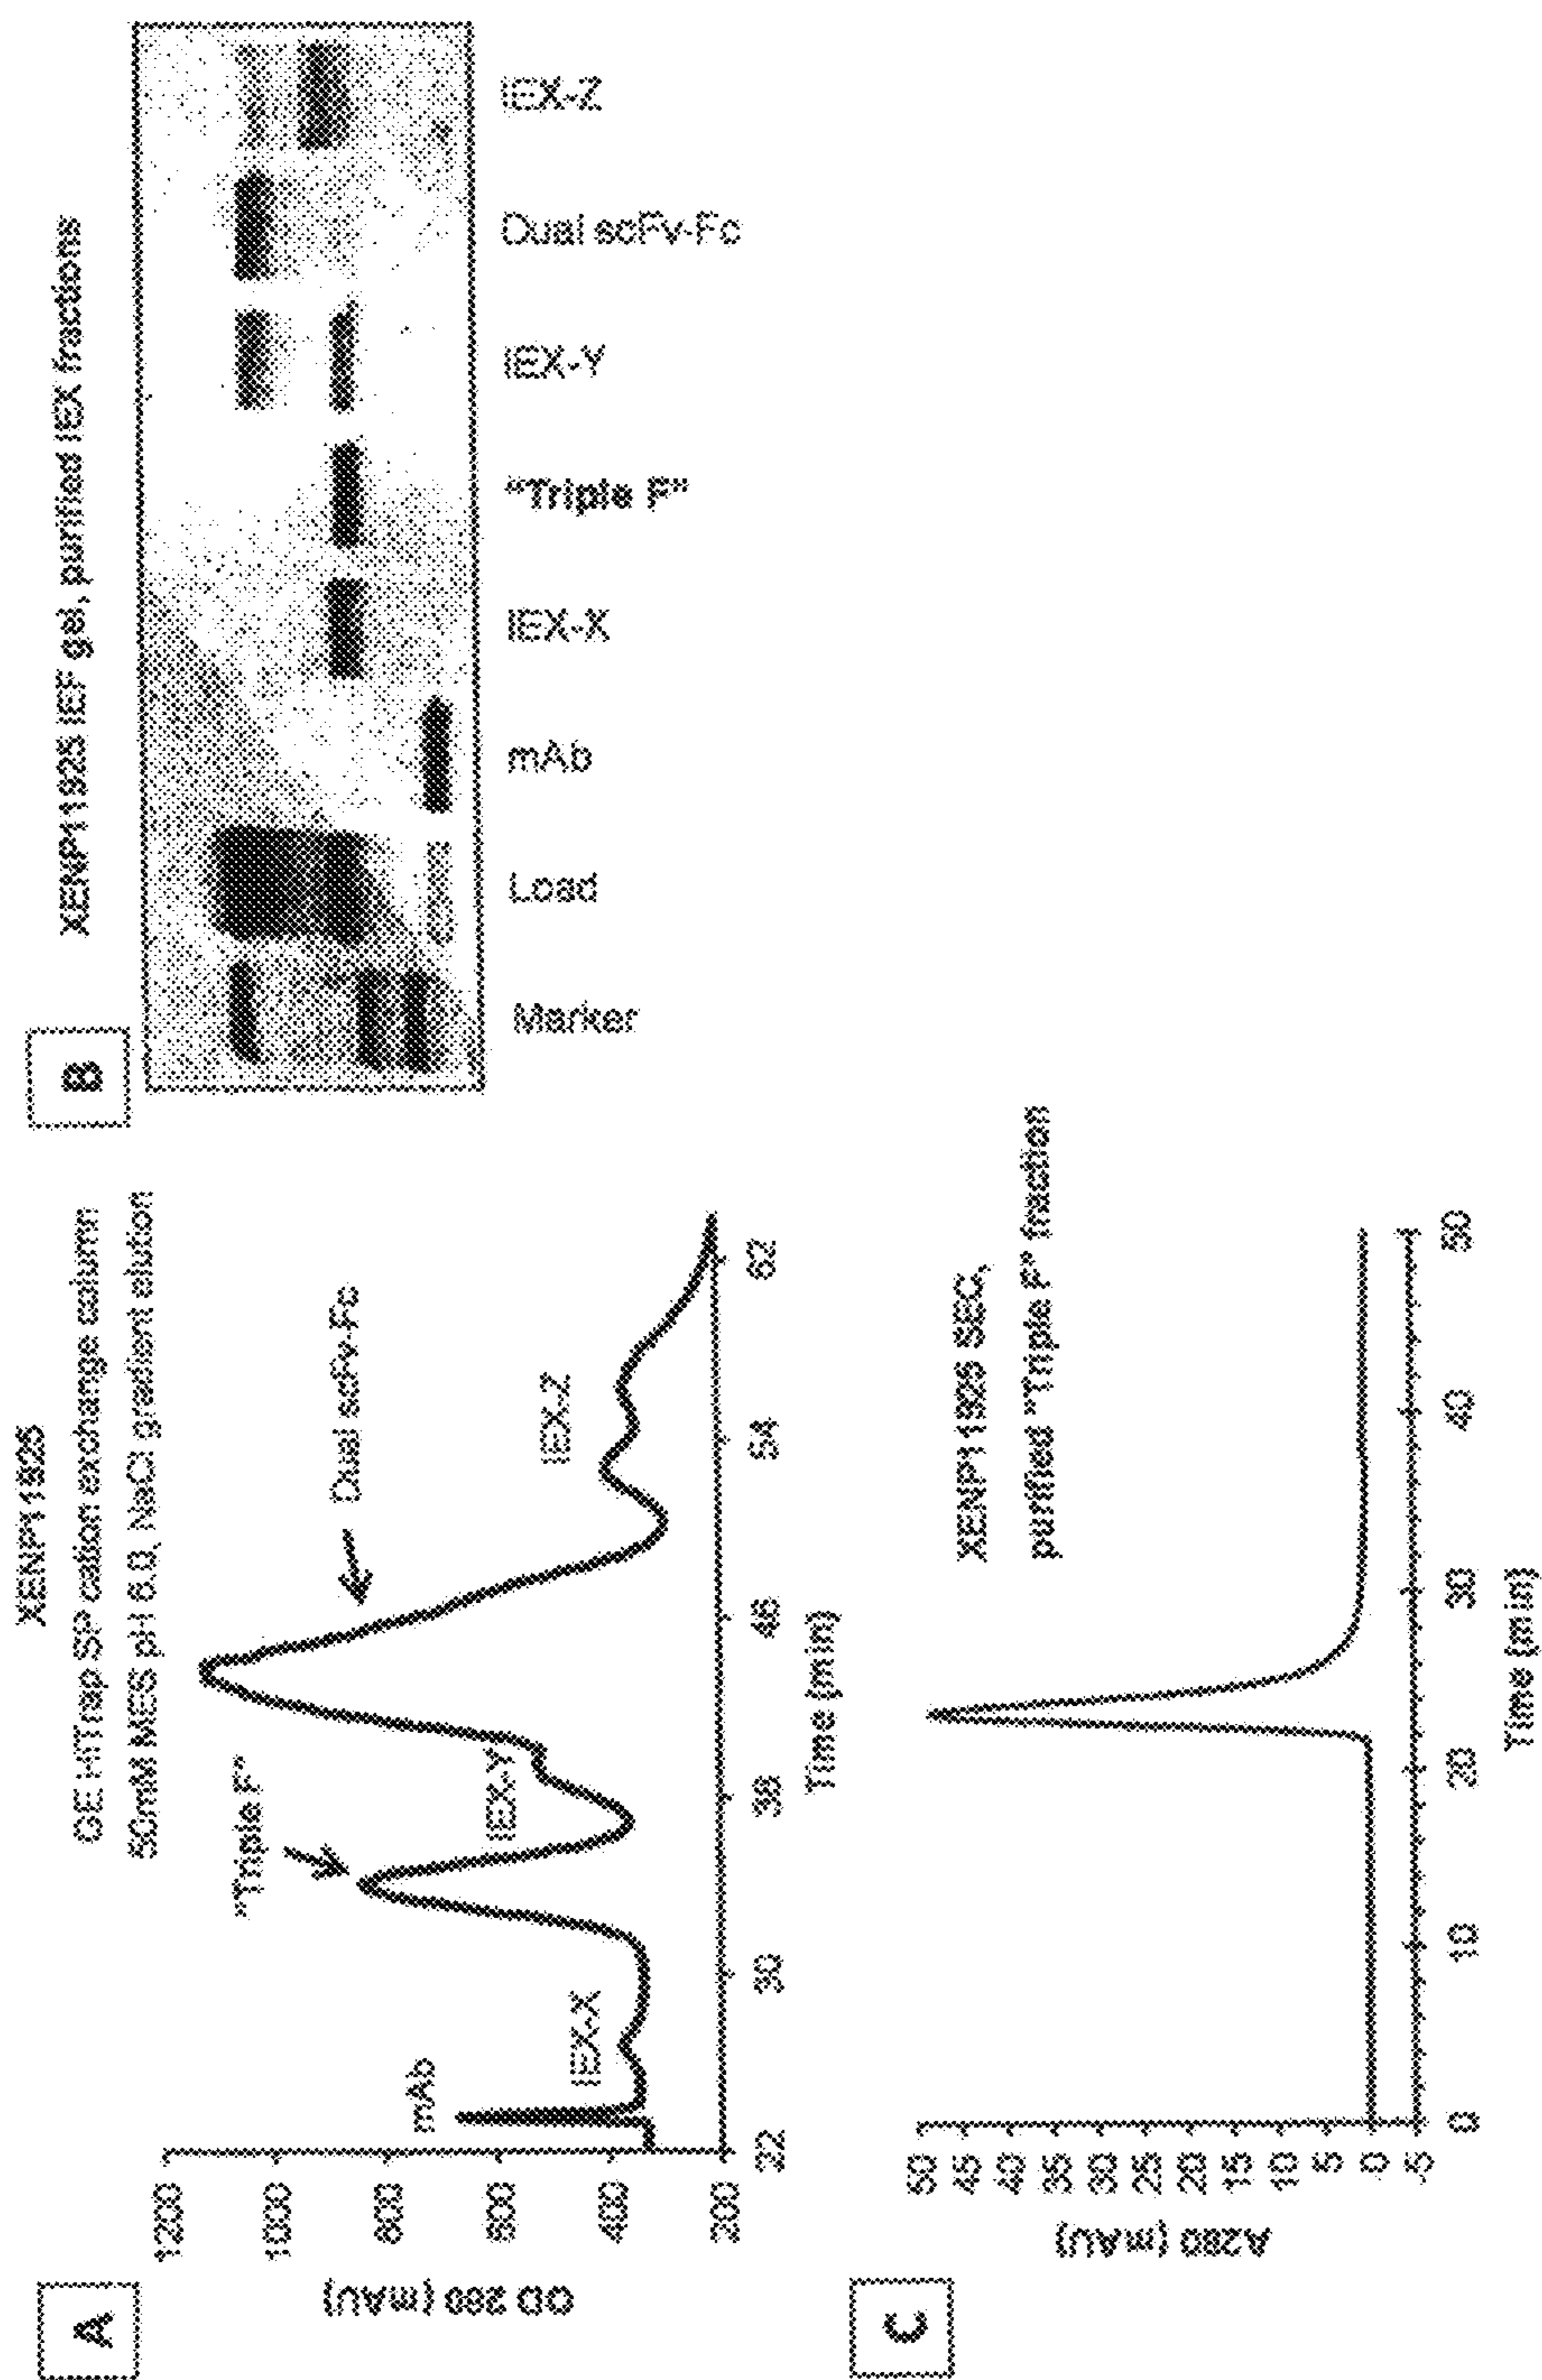 A
XENP11925
GE HiTrap SP cation exchange column
50mM MES pH 6.0, NaCl gradient elution
OD 280 (mAU)
1200
1000
800
600
400
200
mAb
IEX-X
"Triple F"
IEX-Y
Dual scFv-Fc
IEX-Z
22
30
38
46
54
62
Time (min)
B
XENP11925 IEF gel, purified IEX fractions
Marker
Load
mAb
IEX-X
"Triple F"
IEX-Y
Dual scFv-Fc
IEX-Z
C
XENP11925 SEC,
purified "Triple F" fraction
A280 (mAU)
50
45
40
35
30
25
20
15
10
5
0
-5
0
10
20
30
40
50
Time (min)